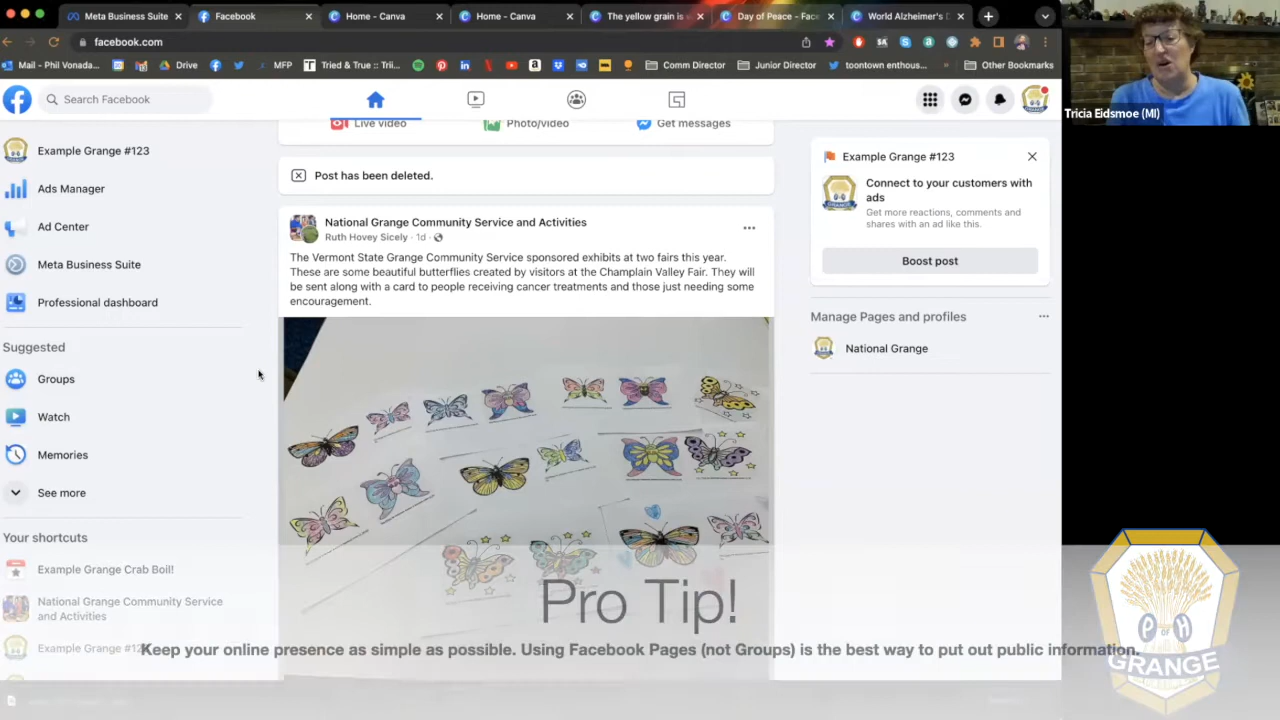 Meta Business Suite
Facebook
Home - Canva
Home - Canva
The yellow grain is
Day of Peace - Face
World Alzheimer's
facebook.com
Mail - Phil Vonada...
Drive
MFP
Tried & True :: Trii...
Comm Director
Junior Director
toontown enthous...
Other Bookmarks
Tricia Eidsmoe (MI)
Search Facebook
Live video
Photo/video
Get messages
Example Grange #123
Ads Manager
Ad Center
Meta Business Suite
Professional dashboard
Suggested
Groups
Watch
Memories
See more
Your shortcuts
Example Grange Crab Boil!
National Grange Community Service
and Activities
Post has been deleted.
National Grange Community Service and Activities
Ruth Hovey Sicely · 1d ·
The Vermont State Grange Community Service sponsored exhibits at two fairs this year.
These are some beautiful butterflies created by visitors at the Champlain Valley Fair. They will
be sent along with a card to people receiving cancer treatments and those just needing some
encouragement.
Example Grange #123
Connect to your customers with
ads
Get more reactions, comments and
shares with an ad like this.
Boost post
Manage Pages and profiles
National Grange
Pro Tip!
Example Grange
Keep your online presence as simple as possible. Using Facebook Pages (not Groups) is the best way to put out public information.
P OF H
GRANGE